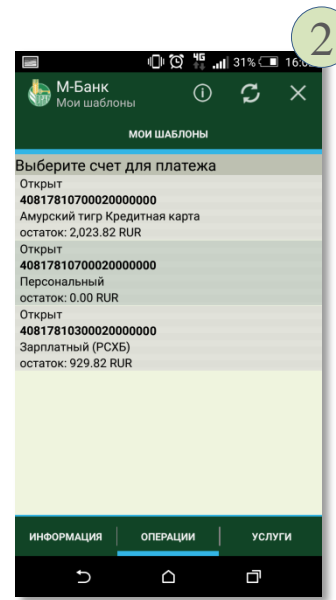 2
4G 31% 16:0
М-Банк
Мои шаблоны
МОИ ШАБЛОНЫ
Выберите счет для платежа
Открыт
40817810700020000000
Амурский тигр Кредитная карта
остаток: 2,023.82 RUR
Открыт
40817810700020000000
Персональный
остаток: 0.00 RUR
Открыт
40817810300020000000
Зарплатный (РСХБ)
остаток: 929.82 RUR
ИНФОРМАЦИЯ ОПЕРАЦИИ УСЛУГИ